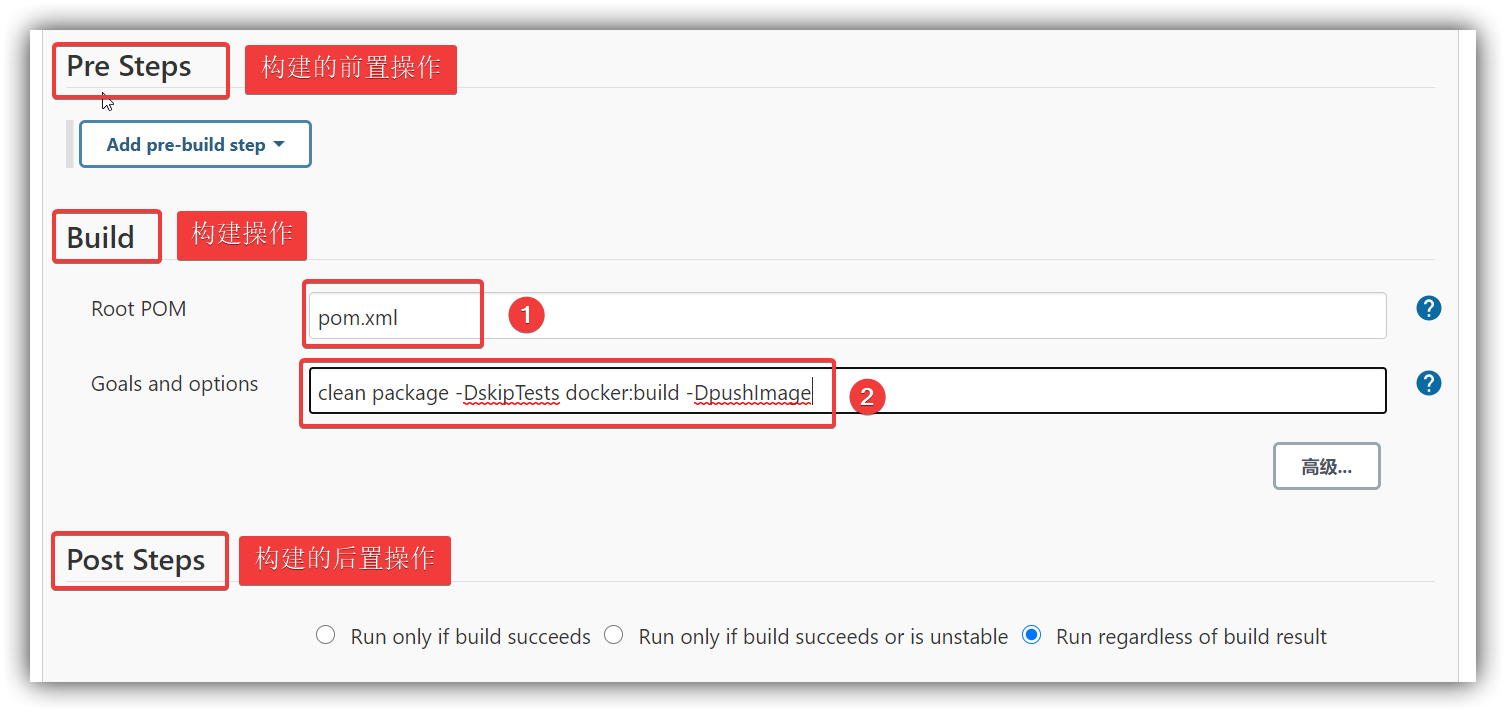 Pre Steps 构建的前置操作
Add pre-build step
Build 构建操作
Root POM pom.xml 1 ?
Goals and options clean package -DskipTests docker:build -DpushImage 2 ?
高级...
Post Steps 构建的后置操作
Run only if build succeeds Run only if build succeeds or is unstable Run regardless of build result